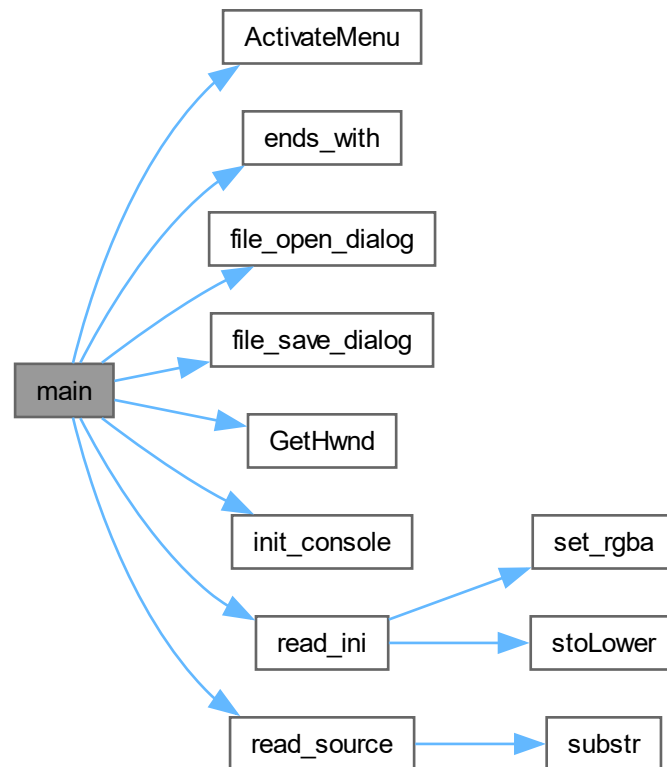 ActivateMenu
ends_with
file_open_dialog
file_save_dialog
main
GetHwnd
init_console
set_rgba
read_ini
stoLower
read_source
substr